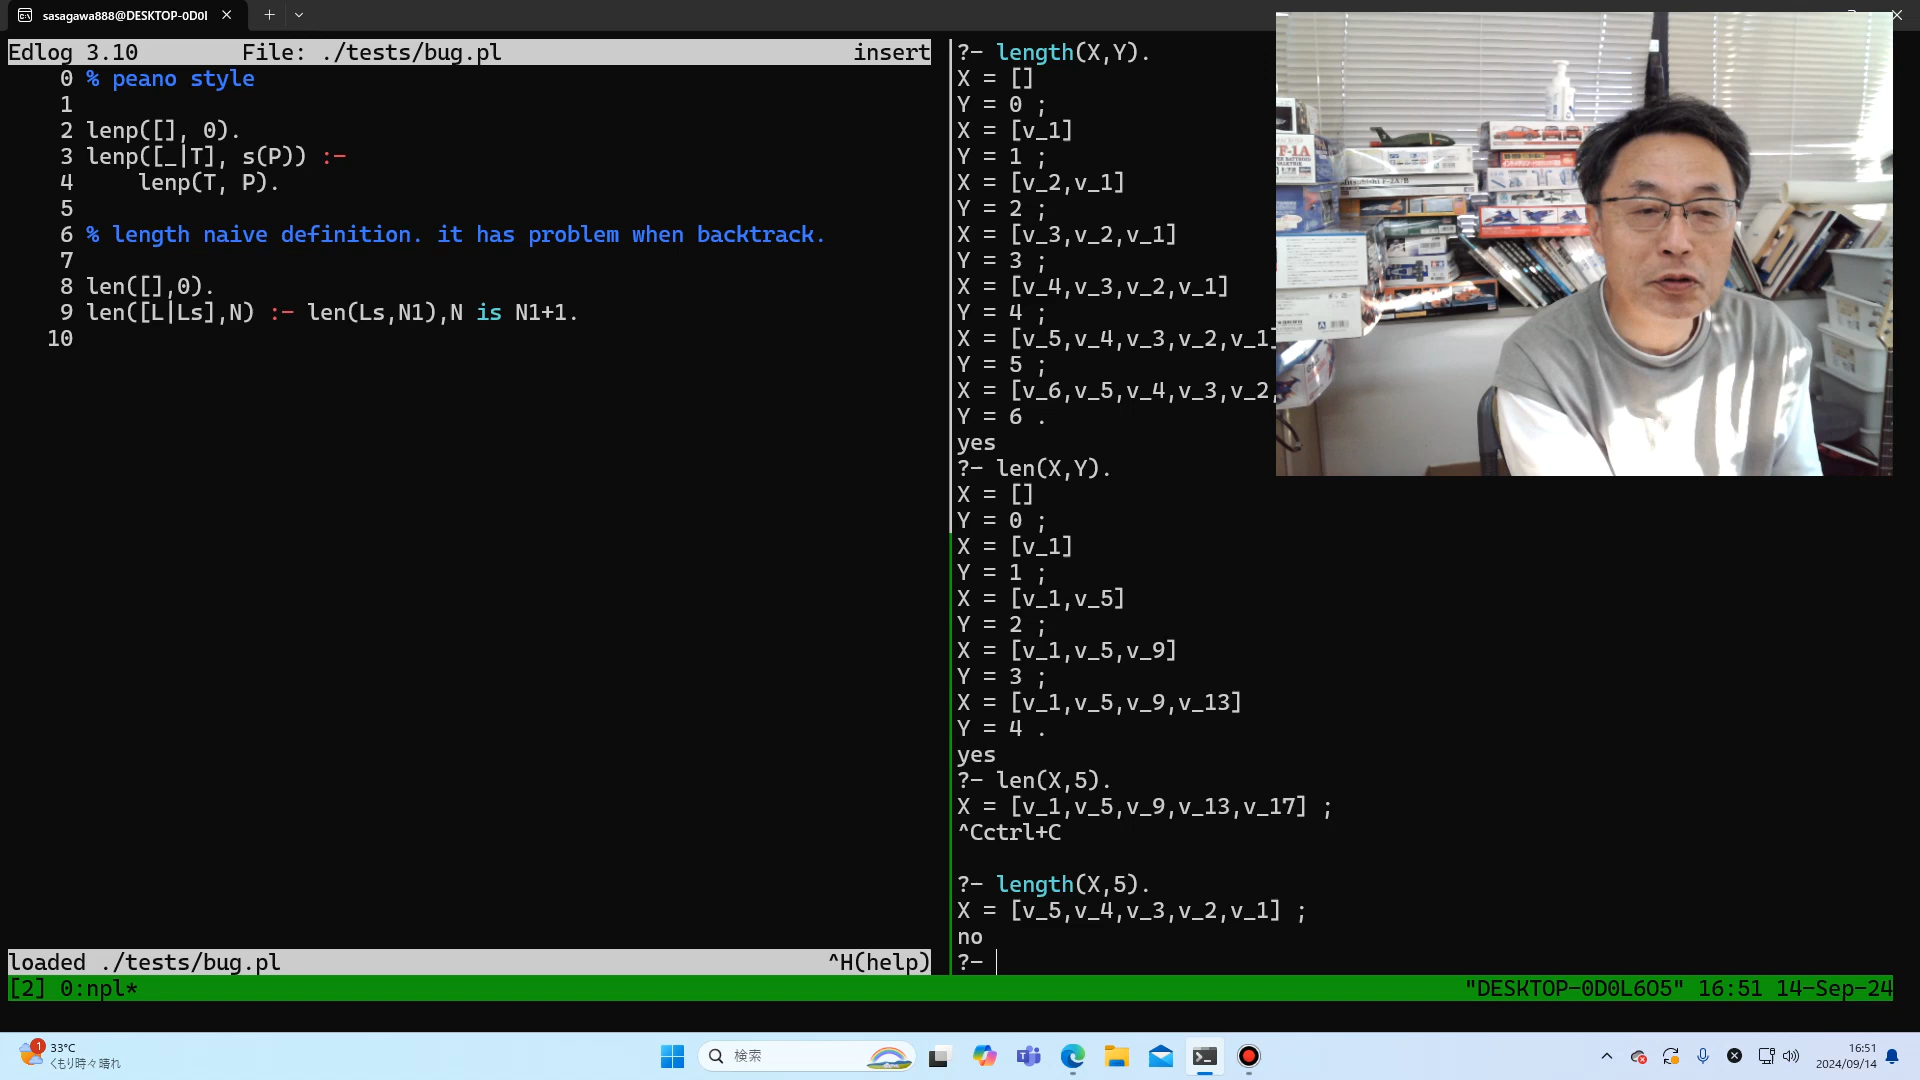 sasagawa888@DESKTOP-0D0l
Edlog 3.10 File: ./tests/bug.pl insert
0 % peano style
1
2 lenp([], 0).
3 lenp([_|T], s(P)) :-
4 lenp(T, P).
5
6 % length naive definition. it has problem when backtrack.
7
8 len([],0).
9 len([L|Ls],N) :- len(Ls,N1),N is N1+1.
10
loaded ./tests/bug.pl ^H(help)
?- length(X,Y).
X = []
Y = 0 ;
X = [v_1]
Y = 1 ;
X = [v_2,v_1]
Y = 2 ;
X = [v_3,v_2,v_1]
Y = 3 ;
X = [v_4,v_3,v_2,v_1]
Y = 4 ;
X = [v_5,v_4,v_3,v_2,v_1]
Y = 5 ;
X = [v_6,v_5,v_4,v_3,v_2,
Y = 6 .
yes
?- len(X,Y).
X = []
Y = 0 ;
X = [v_1]
Y = 1 ;
X = [v_1,v_5]
Y = 2 ;
X = [v_1,v_5,v_9]
Y = 3 ;
X = [v_1,v_5,v_9,v_13]
Y = 4 .
yes
?- len(X,5).
X = [v_1,v_5,v_9,v_13,v_17] ;
^Cctrl+C
?- length(X,5).
X = [v_5,v_4,v_3,v_2,v_1] ;
no
?-
[2] 0:npl* "DESKTOP-0D0L6O5" 16:51 14-Sep-24
1
33°C
くもり時々晴れ
検索
16:51
2024/09/14